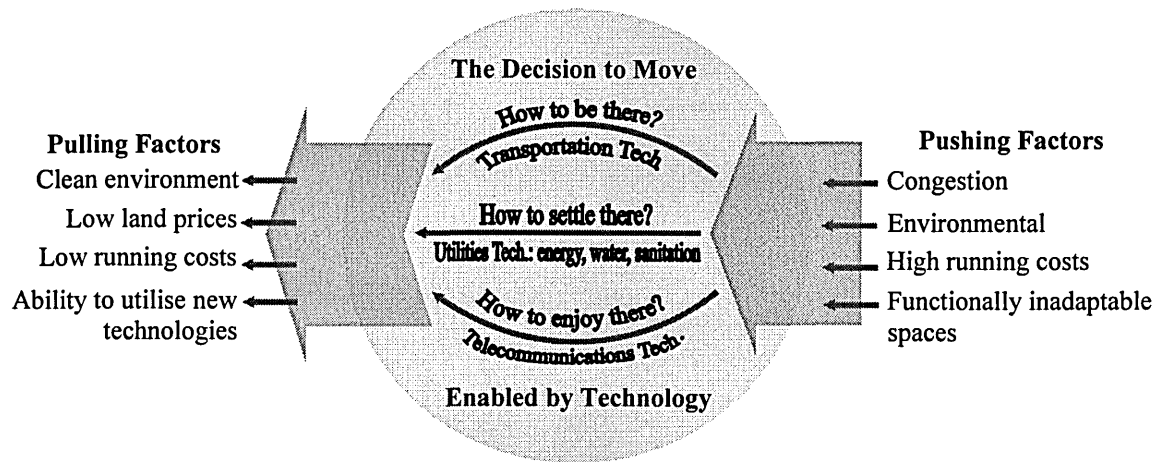 The Decision to Move
How to be there?
Transportation Tech
How to settle there?
Utilities Tech.: energy, water, sanitation
How to enjoy there?
Telecommunications Tech.
Enabled by Technology
Pulling Factors
Clean environment
Low land prices
Low running costs
Ability to utilise new
technologies
Pushing Factors
Congestion
Environmental
High running costs
Functionally inadaptable
spaces